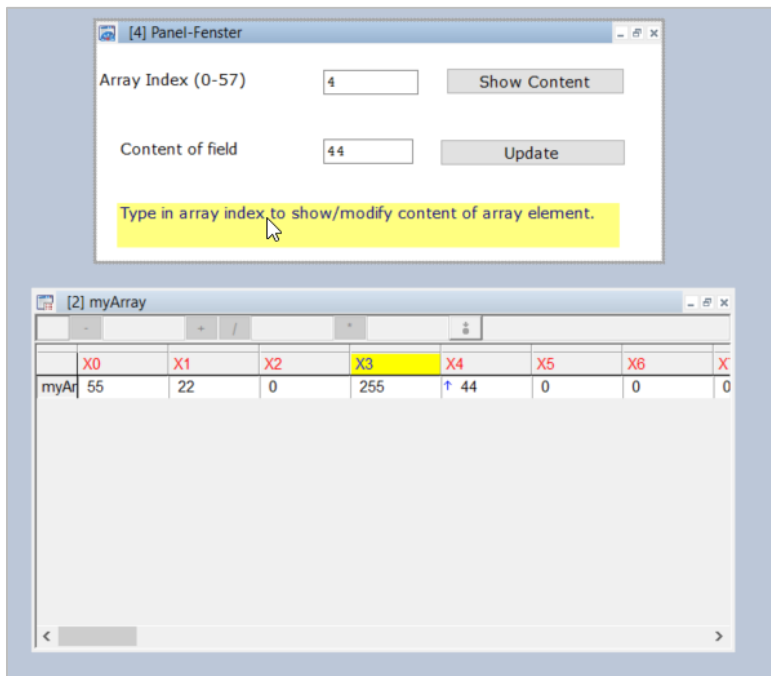 [4] Panel-Fenster
Array Index (0-57) 4 Show Content
Content of field 44 Update
Type in array index to show/modify content of array element.
[2] myArray
- + / * 
X0 X1 X2 X3 X4 X5 X6 X
myAr 55 22 0 255 ↑ 44 0 0 0